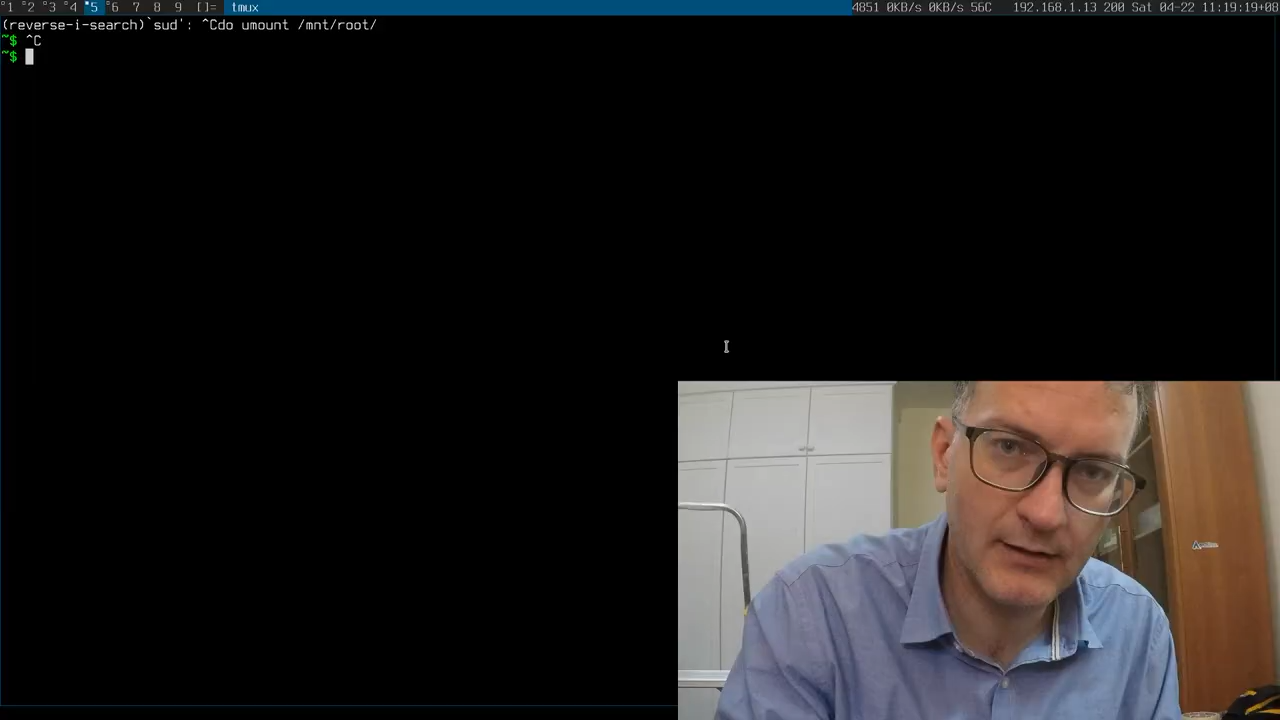 1 2 3 4 5 6 7 8 9 []= tmux 4851 0KB/s 0KB/s 56C 192.168.1.13 200 Sat 04-22 11:19:19+08
(reverse-i-search)`sud': ^Cdo umount /mnt/root/
~$ ^C
~$